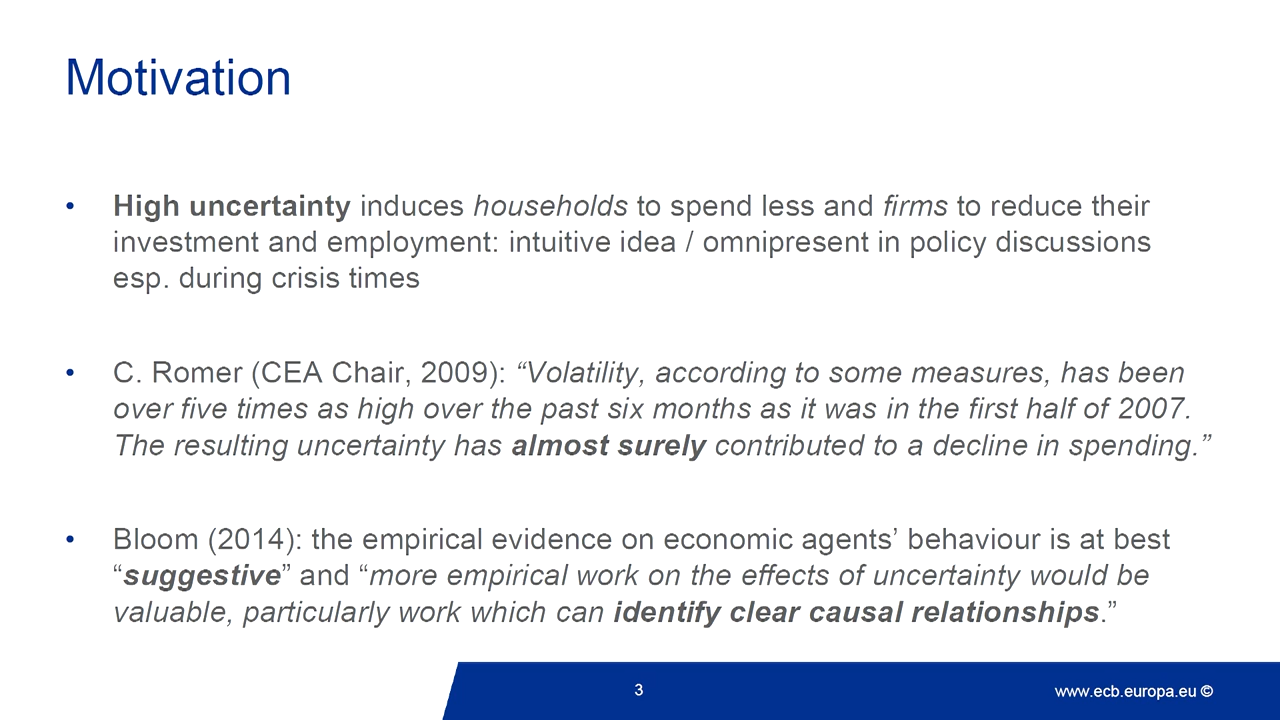 Motivation
• High uncertainty induces households to spend less and firms to reduce their
investment and employment: intuitive idea / omnipresent in policy discussions
esp. during crisis times
• C. Romer (CEA Chair, 2009): “Volatility, according to some measures, has been
over five times as high over the past six months as it was in the first half of 2007.
The resulting uncertainty has almost surely contributed to a decline in spending.”
• Bloom (2014): the empirical evidence on economic agents’ behaviour is at best
“suggestive” and “more empirical work on the effects of uncertainty would be
valuable, particularly work which can identify clear causal relationships.”
3
www.ecb.europa.eu ©